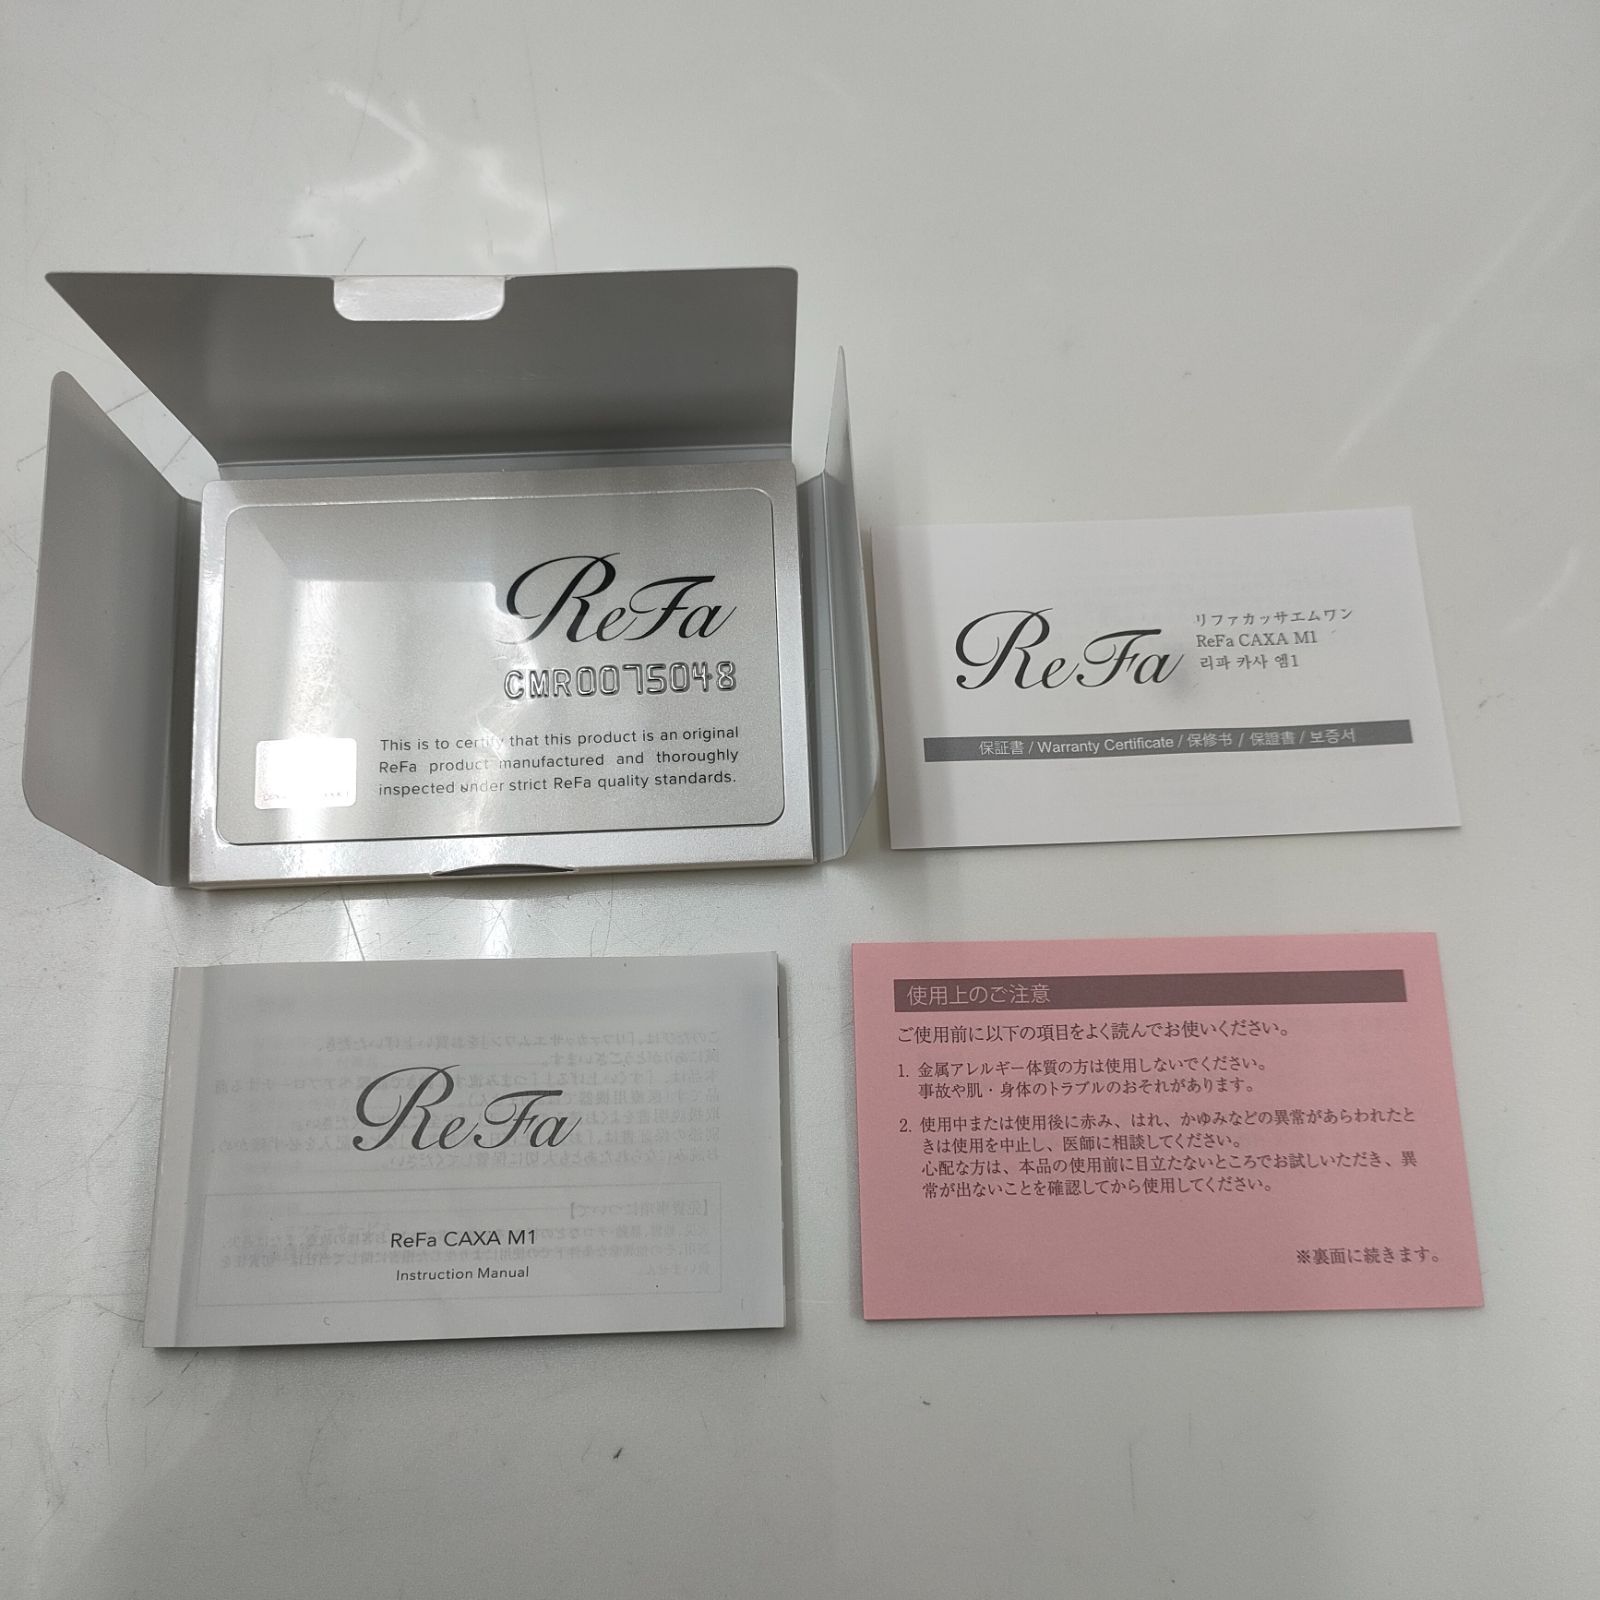 ReFa
CMR0075048
This is to certify that this product is an original
ReFa product manufactured and thoroughly
inspected under strict ReFa quality standards.
ReFa
リファカッサエムワン
ReFa CAXA M1
리파 카사 엠1
保証書 / Warranty Certificate / 保修书 / 保證書 / 보증서
ReFa
ReFa CAXA M1
Instruction Manual
使用上のご注意
ご使用前に以下の項目をよく読んでお使いください。
1. 金属アレルギー体質の方は使用しないでください。
事故や肌・身体のトラブルのおそれがあります。
2. 使用中または使用後に赤み、はれ、かゆみなどの異常があらわれたと
きは使用を中止し、医師に相談してください。
心配な方は、本品の使用前に目立たないところでお試しいただき、異
常が出ないことを確認してから使用してください。
※裏面に続きます。